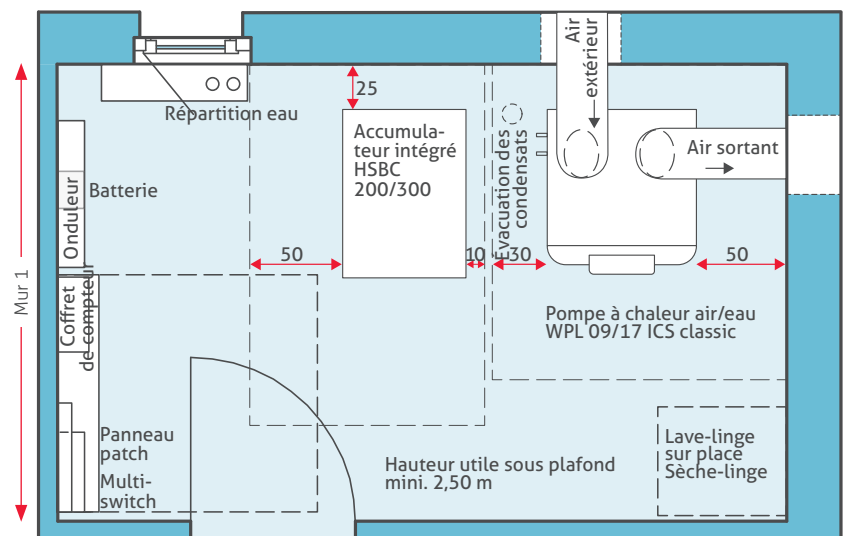 Air
extérieur
Répartition eau
25
Accumula-
teur intégré
HSBC
200/300
Évacuation des
condensats
Air sortant
Onduleur
Batterie
50
10
30
50
Mur 1
Coffret
de compteur
Pompe à chaleur air/eau
WPL 09/17 ICS classic
Panneau
patch
Multi-
switch
Hauteur utile sous plafond
mini. 2,50 m
Lave-linge
sur place
Sèche-linge